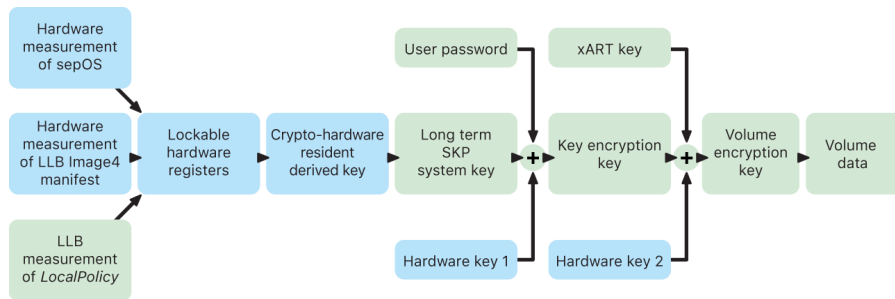 Hardware
measurement
of sepOS
User password
xART key
Hardware
measurement
of LLB Image4
manifest
Lockable
hardware
registers
Crypto-hardware
resident
derived key
Long term
SKP
system key
+
Key encryption
key
+
Volume
encryption
key
Volume
data
LLB
measurement
of LocalPolicy
Hardware key 1
Hardware key 2